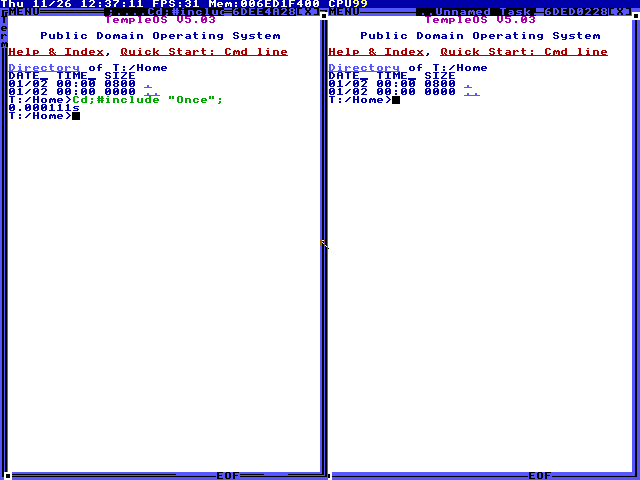 Thu 11/26 12:37:11 FPS:31 Mem:006ED1F400 CPU99
MENU
Cd;#includ 6DEE4A28[X]
TempleOS V5.03
Public Domain Operating System
Help & Index, Quick Start: Cmd line
Directory of T:/Home
DATE_ TIME_ SIZE
01/02 00:00 0800 .
01/02 00:00 0000 ..
T:/Home>Cd;#include "Once";
0.000111s
T:/Home>
EOF
MENU
...Unnamed Task 6DED0228[X]
TempleOS V5.03
Public Domain Operating System
Help & Index, Quick Start: Cmd line
Directory of T:/Home
DATE_ TIME_ SIZE
01/02 00:00 0800 .
01/02 00:00 0000 ..
T:/Home>
EOF